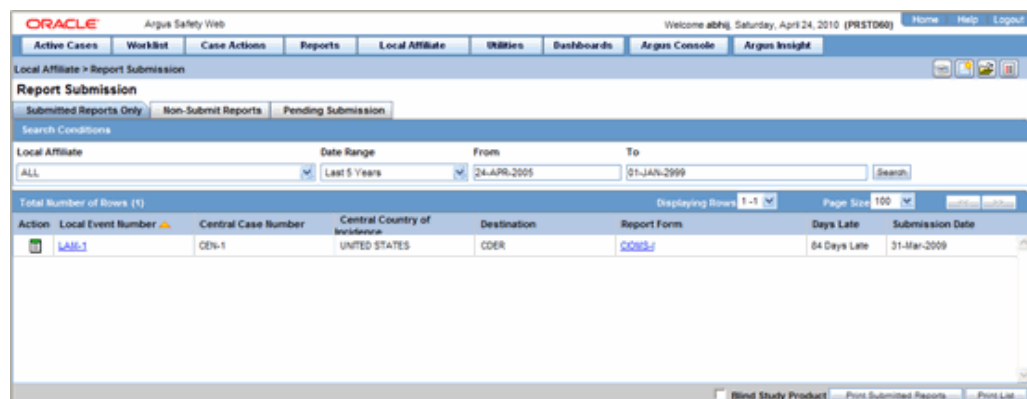 ORACLE Argus Safety Web Welcome abhij, Saturday, April 24, 2010 (PRSTD60) Home Help Logout
Active Cases Worklist Case Actions Reports Local Affiliate Utilities Dashboards Argus Console Argus Insight
Local Affiliate > Report Submission
Report Submission
Submitted Reports Only Non-Submit Reports Pending Submission
Search Conditions
Local Affiliate Date Range From To
ALL Last 5 Years 24-APR-2005 01-JAN-2999 Search
Total Number of Rows (1) Displaying Rows 1 -1 Page Size 100
Action Local Event Number Central Case Number Central Country of Incidence Destination Report Form Days Late Submission Date
LAM-1 CEN-1 UNITED STATES CDER 84 Days Late 31-Mar-2009
Blind Study Product Print Submitted Reports Print List